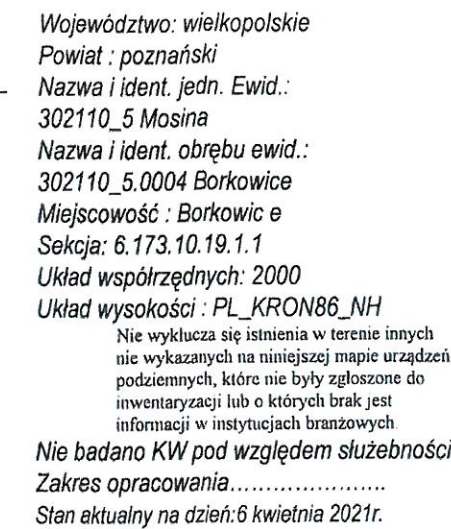 Województwo: wielkopolskie
Powiat : poznański
Nazwa i ident. jedn. Ewid.:
302110_5 Mosina
Nazwa i ident. obrębu ewid.:
302110_5.0004 Borkowice
Miejscowość : Borkowic e
Sekcja: 6.173.10.19.1.1
Układ współrzędnych: 2000
Układ wysokości : PL_KRON86_NH
Nie wyklucza się istnienia w terenie innych
nie wykazanych na niniejszej mapie urządzeń
podziemnych, które nie były zgłoszone do
inwentaryzacji lub o których brak jest
informacji w instytucjach branżowych
Nie badano KW pod względem służebności
Zakres opracowania......................
Stan aktualny na dzień:6 kwietnia 2021r.